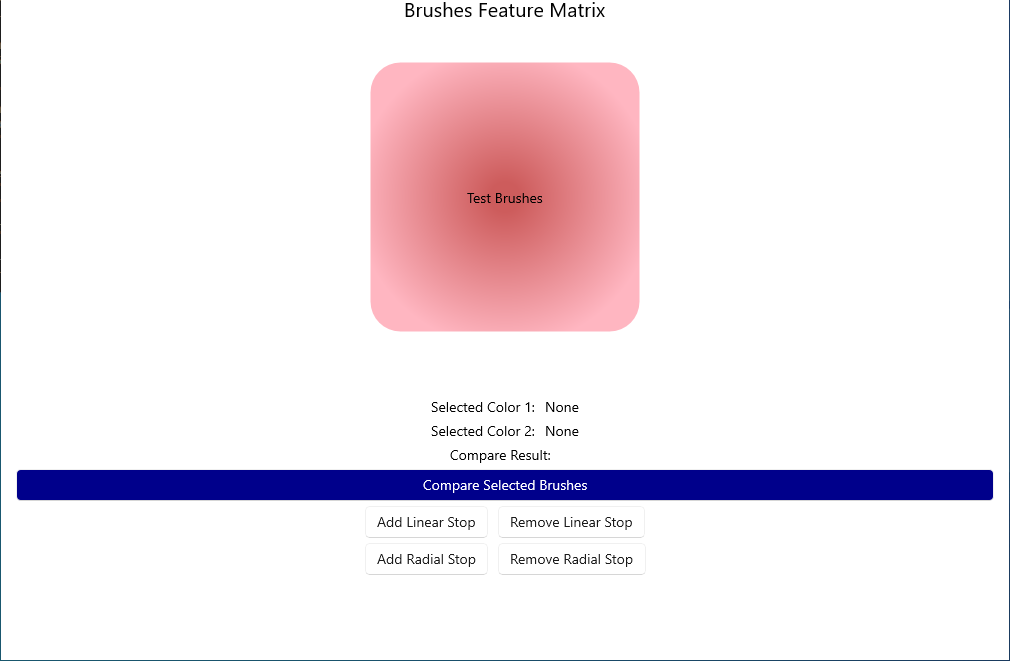 Brushes Feature Matrix
Test Brushes
Selected Color 1: None
Selected Color 2: None
Compare Result:
Compare Selected Brushes
Add Linear Stop Remove Linear Stop
Add Radial Stop Remove Radial Stop